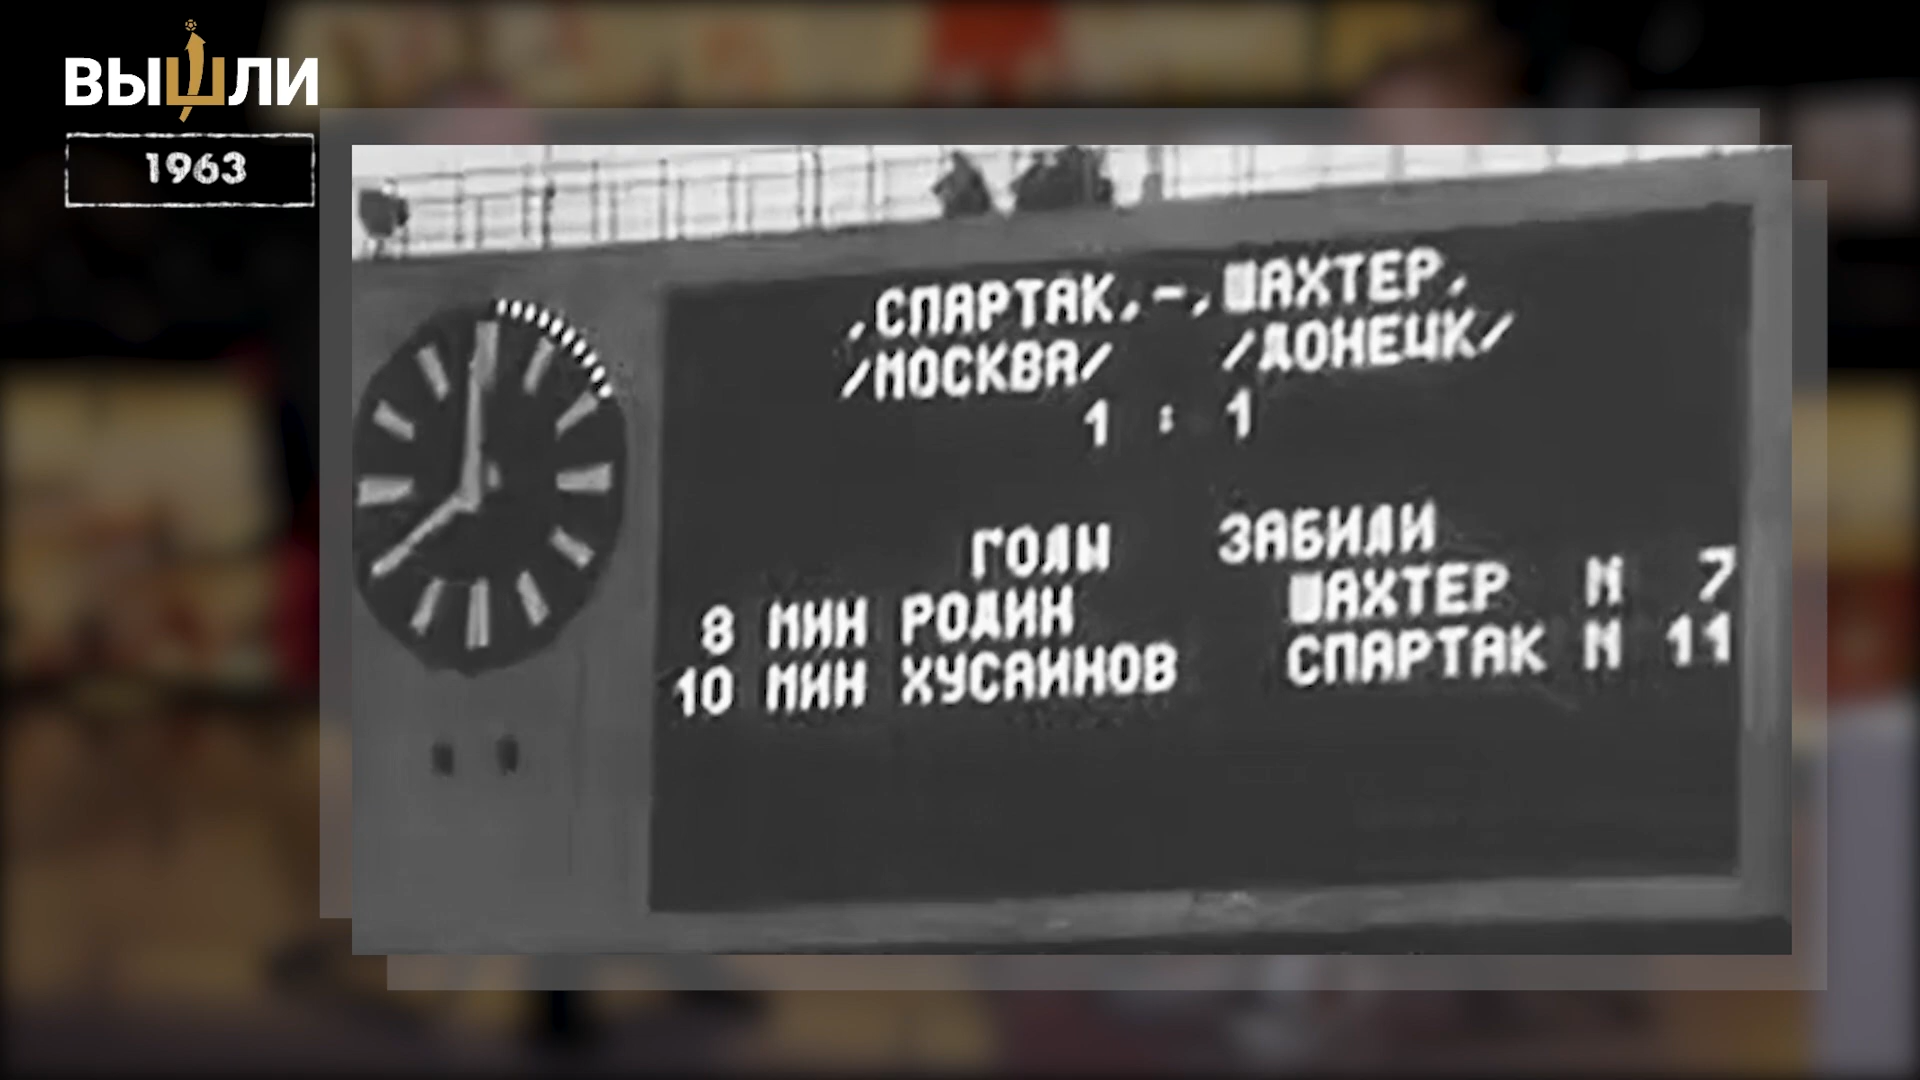 ВЫШЛИ
1963
,СПАРТАК,-,ШАХТЕР,
/МОСКВА/ /ДОНЕЦК/
1 : 1
ГОЛЫ ЗАБИЛИ
8 МИН РОДИН ШАХТЕР N 7
10 МИН ХУСАИНОВ СПАРТАК N 11